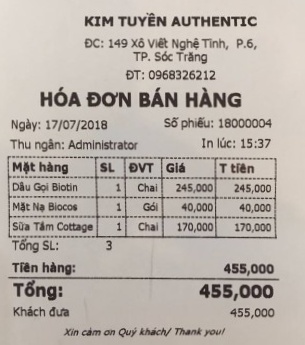 KIM TUYỀN AUTHENTIC
ĐC: 149 Xô Viết Nghệ Tĩnh, P.6,
TP. Sóc Trăng
ĐT: 0968326212
HÓA ĐƠN BÁN HÀNG
Ngày: 17/07/2018 Số phiếu: 18000004
Thu ngân: Administrator In lúc: 15:37
Mặt hàng SL ĐVT Giá T tiền
Dầu Gọi Biotin 1 Chai 245,000 245,000
Mặt Nạ Biocos 1 Gói 40,000 40,000
Sữa Tắm Cottage 1 Chai 170,000 170,000
Tổng SL: 3
Tiền hàng: 455,000
Tổng: 455,000
Khách đưa 455,000
Xin cám ơn Quý khách/ Thank you!